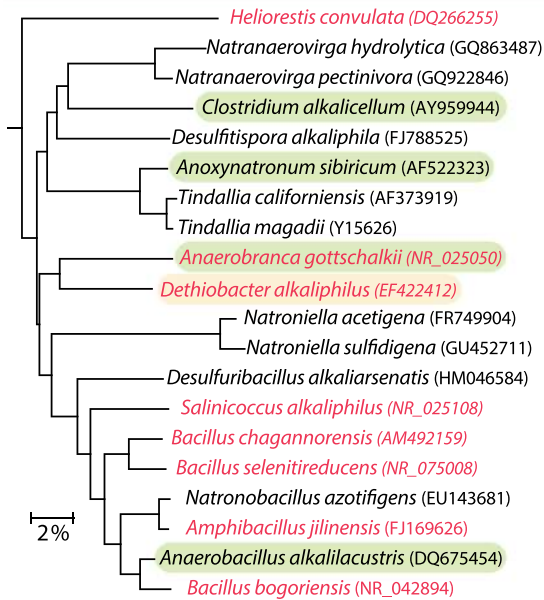 Heliorestis convulata (DQ266255)
Natranaerovirga hydrolytica (GQ863487)
Natranaerovirga pectinivora (GQ922846)
Clostridium alkalicellum (AY959944)
Desulfitispora alkaliphila (FJ788525)
Anoxynatronum sibiricum (AF522323)
Tindallia californiensis (AF373919)
Tindallia magadii (Y15626)
Anaerobranca gottschalkii (NR_025050)
Dethiobacter alkaliphilus (EF422412)
Natroniella acetigena (FR749904)
Natroniella sulfidigena (GU452711)
Desulfuribacillus alkaliarsenatis (HM046584)
Salinicoccus alkaliphilus (NR_025108)
Bacillus chagannorensis (AM492159)
Bacillus selenitireducens (NR_075008)
Natronobacillus azotifigens (EU143681)
2%
Amphibacillus jilinensis (FJ169626)
Anaerobacillus alkalilacustris (DQ675454)
Bacillus bogoriensis (NR_042894)